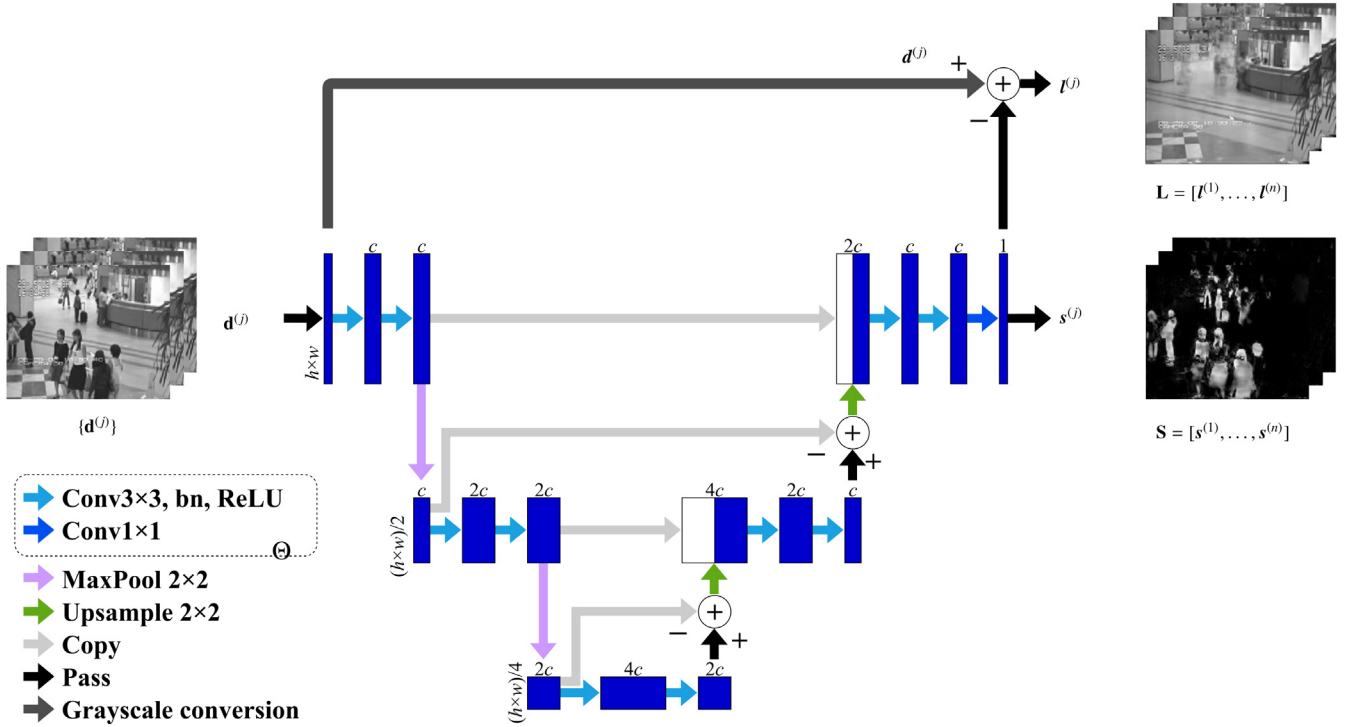 d^(j)
+
+
l^(j)
−
L = [l^(1), . . . , l^(n)]
c
c
2c
c
c
1
d^(j)
s^(j)
h×w
{d^(j)}
+
−
+
S = [s^(1), . . . , s^(n)]
c
2c
2c
4c
2c
c
(h×w)/2
Conv3×3, bn, ReLU
Conv1×1
Θ
MaxPool 2×2
Upsample 2×2
+
−
+
Copy
2c
4c
2c
(h×w)/4
Pass
Grayscale conversion